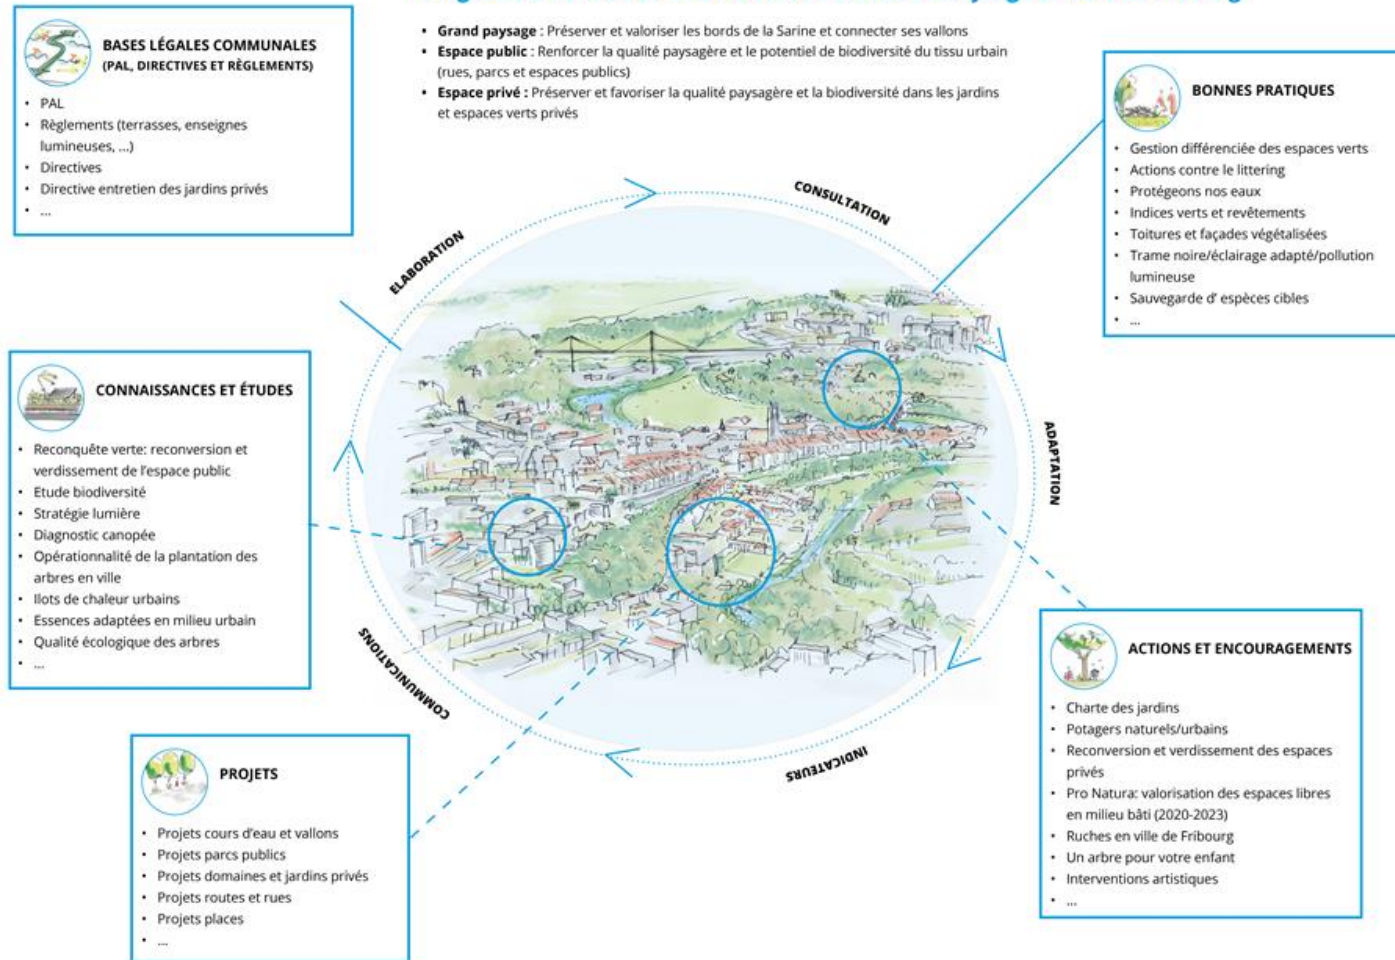 • Grand paysage : Préserver et valoriser les bords de la Sarine et connecter ses vallons
• Espace public : Renforcer la qualité paysagère et le potentiel de biodiversité du tissu urbain
(rues, parcs et espaces publics)
• Espace privé : Préserver et favoriser la qualité paysagère et la biodiversité dans les jardins
et espaces verts privés
BASES LÉGALES COMMUNALES
(PAL, DIRECTIVES ET RÈGLEMENTS)
• PAL
• Règlements (terrasses, enseignes
lumineuses, ...)
• Directives
• Directive entretien des jardins privés
• ...
BONNES PRATIQUES
• Gestion différenciée des espaces verts
• Actions contre le littering
• Protégeons nos eaux
• Indices verts et revêtements
• Toitures et façades végétalisées
• Trame noire/éclairage adapté/pollution
lumineuse
• Sauvegarde d' espèces cibles
• ...
ELABORATION
CONSULTATION
ADAPTATION
INDICATEURS
COMMUNICATIONS
CONNAISSANCES ET ÉTUDES
• Reconquête verte: reconversion et
verdissement de l'espace public
• Etude biodiversité
• Stratégie lumière
• Diagnostic canopée
• Opérationnalité de la plantation des
arbres en ville
• Ilots de chaleur urbains
• Essences adaptées en milieu urbain
• Qualité écologique des arbres
• ...
ACTIONS ET ENCOURAGEMENTS
• Charte des jardins
• Potagers naturels/urbains
• Reconversion et verdissement des espaces
privés
• Pro Natura: valorisation des espaces libres
en milieu bâti (2020-2023)
• Ruches en ville de Fribourg
• Un arbre pour votre enfant
• Interventions artistiques
• ...
PROJETS
• Projets cours d'eau et vallons
• Projets parcs publics
• Projets domaines et jardins privés
• Projets routes et rues
• Projets places
• ...